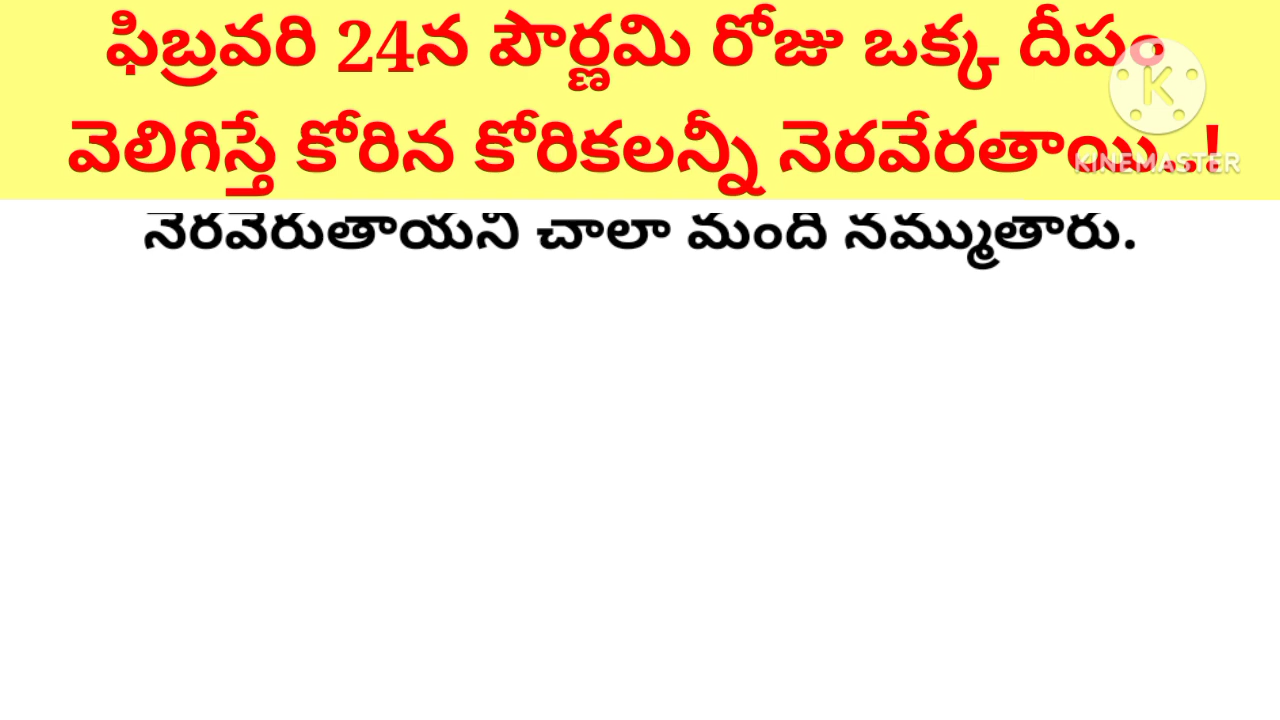 ఫిబ్రవరి 24న పౌర్ణమి రోజు ఒక్క దీపం
వెలిగిస్తే కోరిన కోరికలన్నీ నెరవేరతాయి..!
KINEMASTER
నెరవేరుతాయని చాలా మంది నమ్ముతారు.